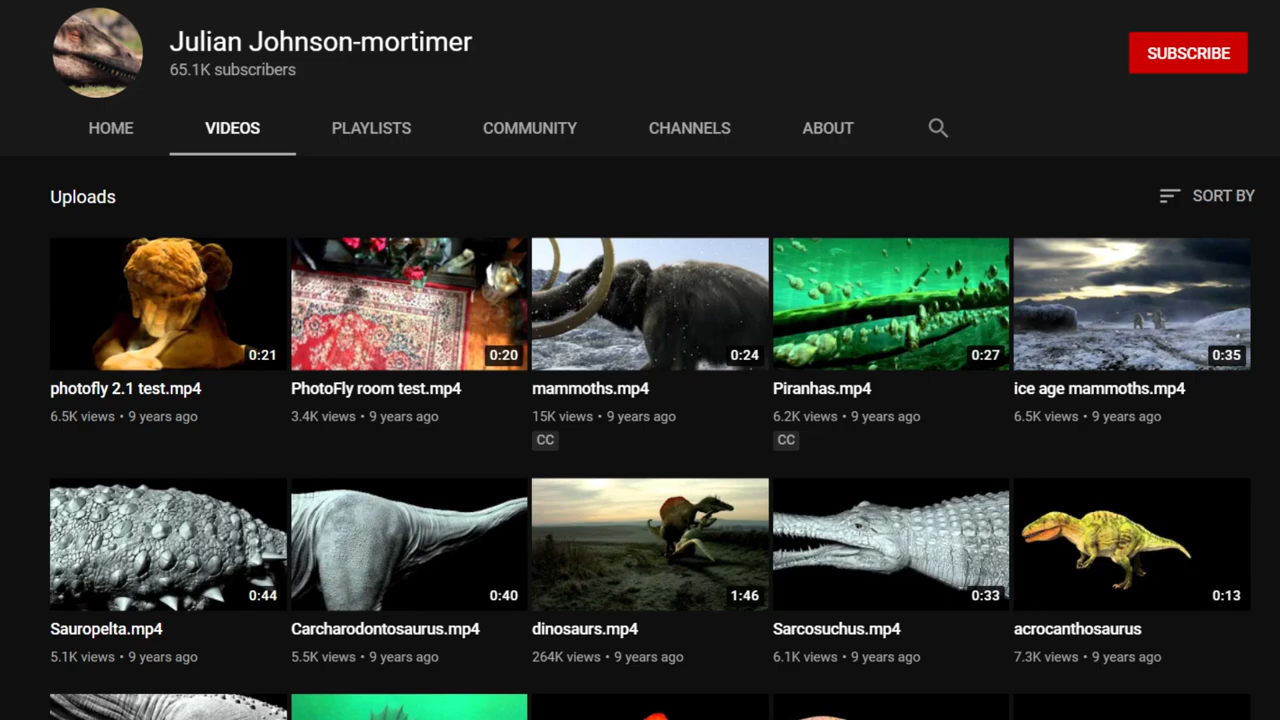 Julian Johnson-mortimer
65.1K subscribers
SUBSCRIBE
HOME VIDEOS PLAYLISTS COMMUNITY CHANNELS ABOUT
Uploads
SORT BY
0:21 0:20 0:24 0:27 0:35
photofly 2.1 test.mp4 PhotoFly room test.mp4 mammoths.mp4 Piranhas.mp4 ice age mammoths.mp4
6.5K views • 9 years ago 3.4K views • 9 years ago 15K views • 9 years ago 6.2K views • 9 years ago 6.5K views • 9 years ago
CC CC
0:44 0:40 1:46 0:33 0:13
Sauropelta.mp4 Carcharodontosaurus.mp4 dinosaurs.mp4 Sarcosuchus.mp4 acrocanthosaurus
5.1K views • 9 years ago 5.5K views • 9 years ago 264K views • 9 years ago 6.1K views • 9 years ago 7.3K views • 9 years ago